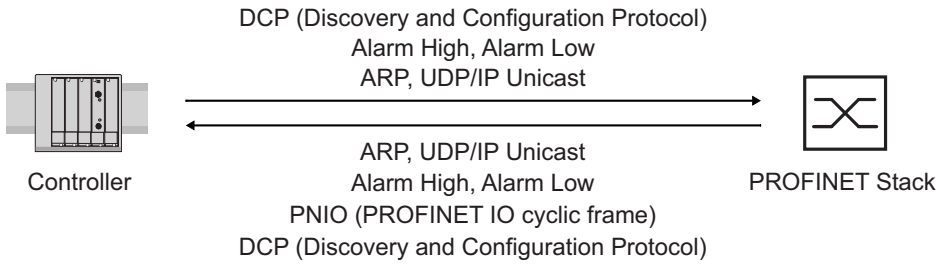 DCP (Discovery and Configuration Protocol)
Alarm High, Alarm Low
ARP, UDP/IP Unicast
ARP, UDP/IP Unicast
Controller
Alarm High, Alarm Low
PROFINET Stack
PNIO (PROFINET IO cyclic frame)
DCP (Discovery and Configuration Protocol)